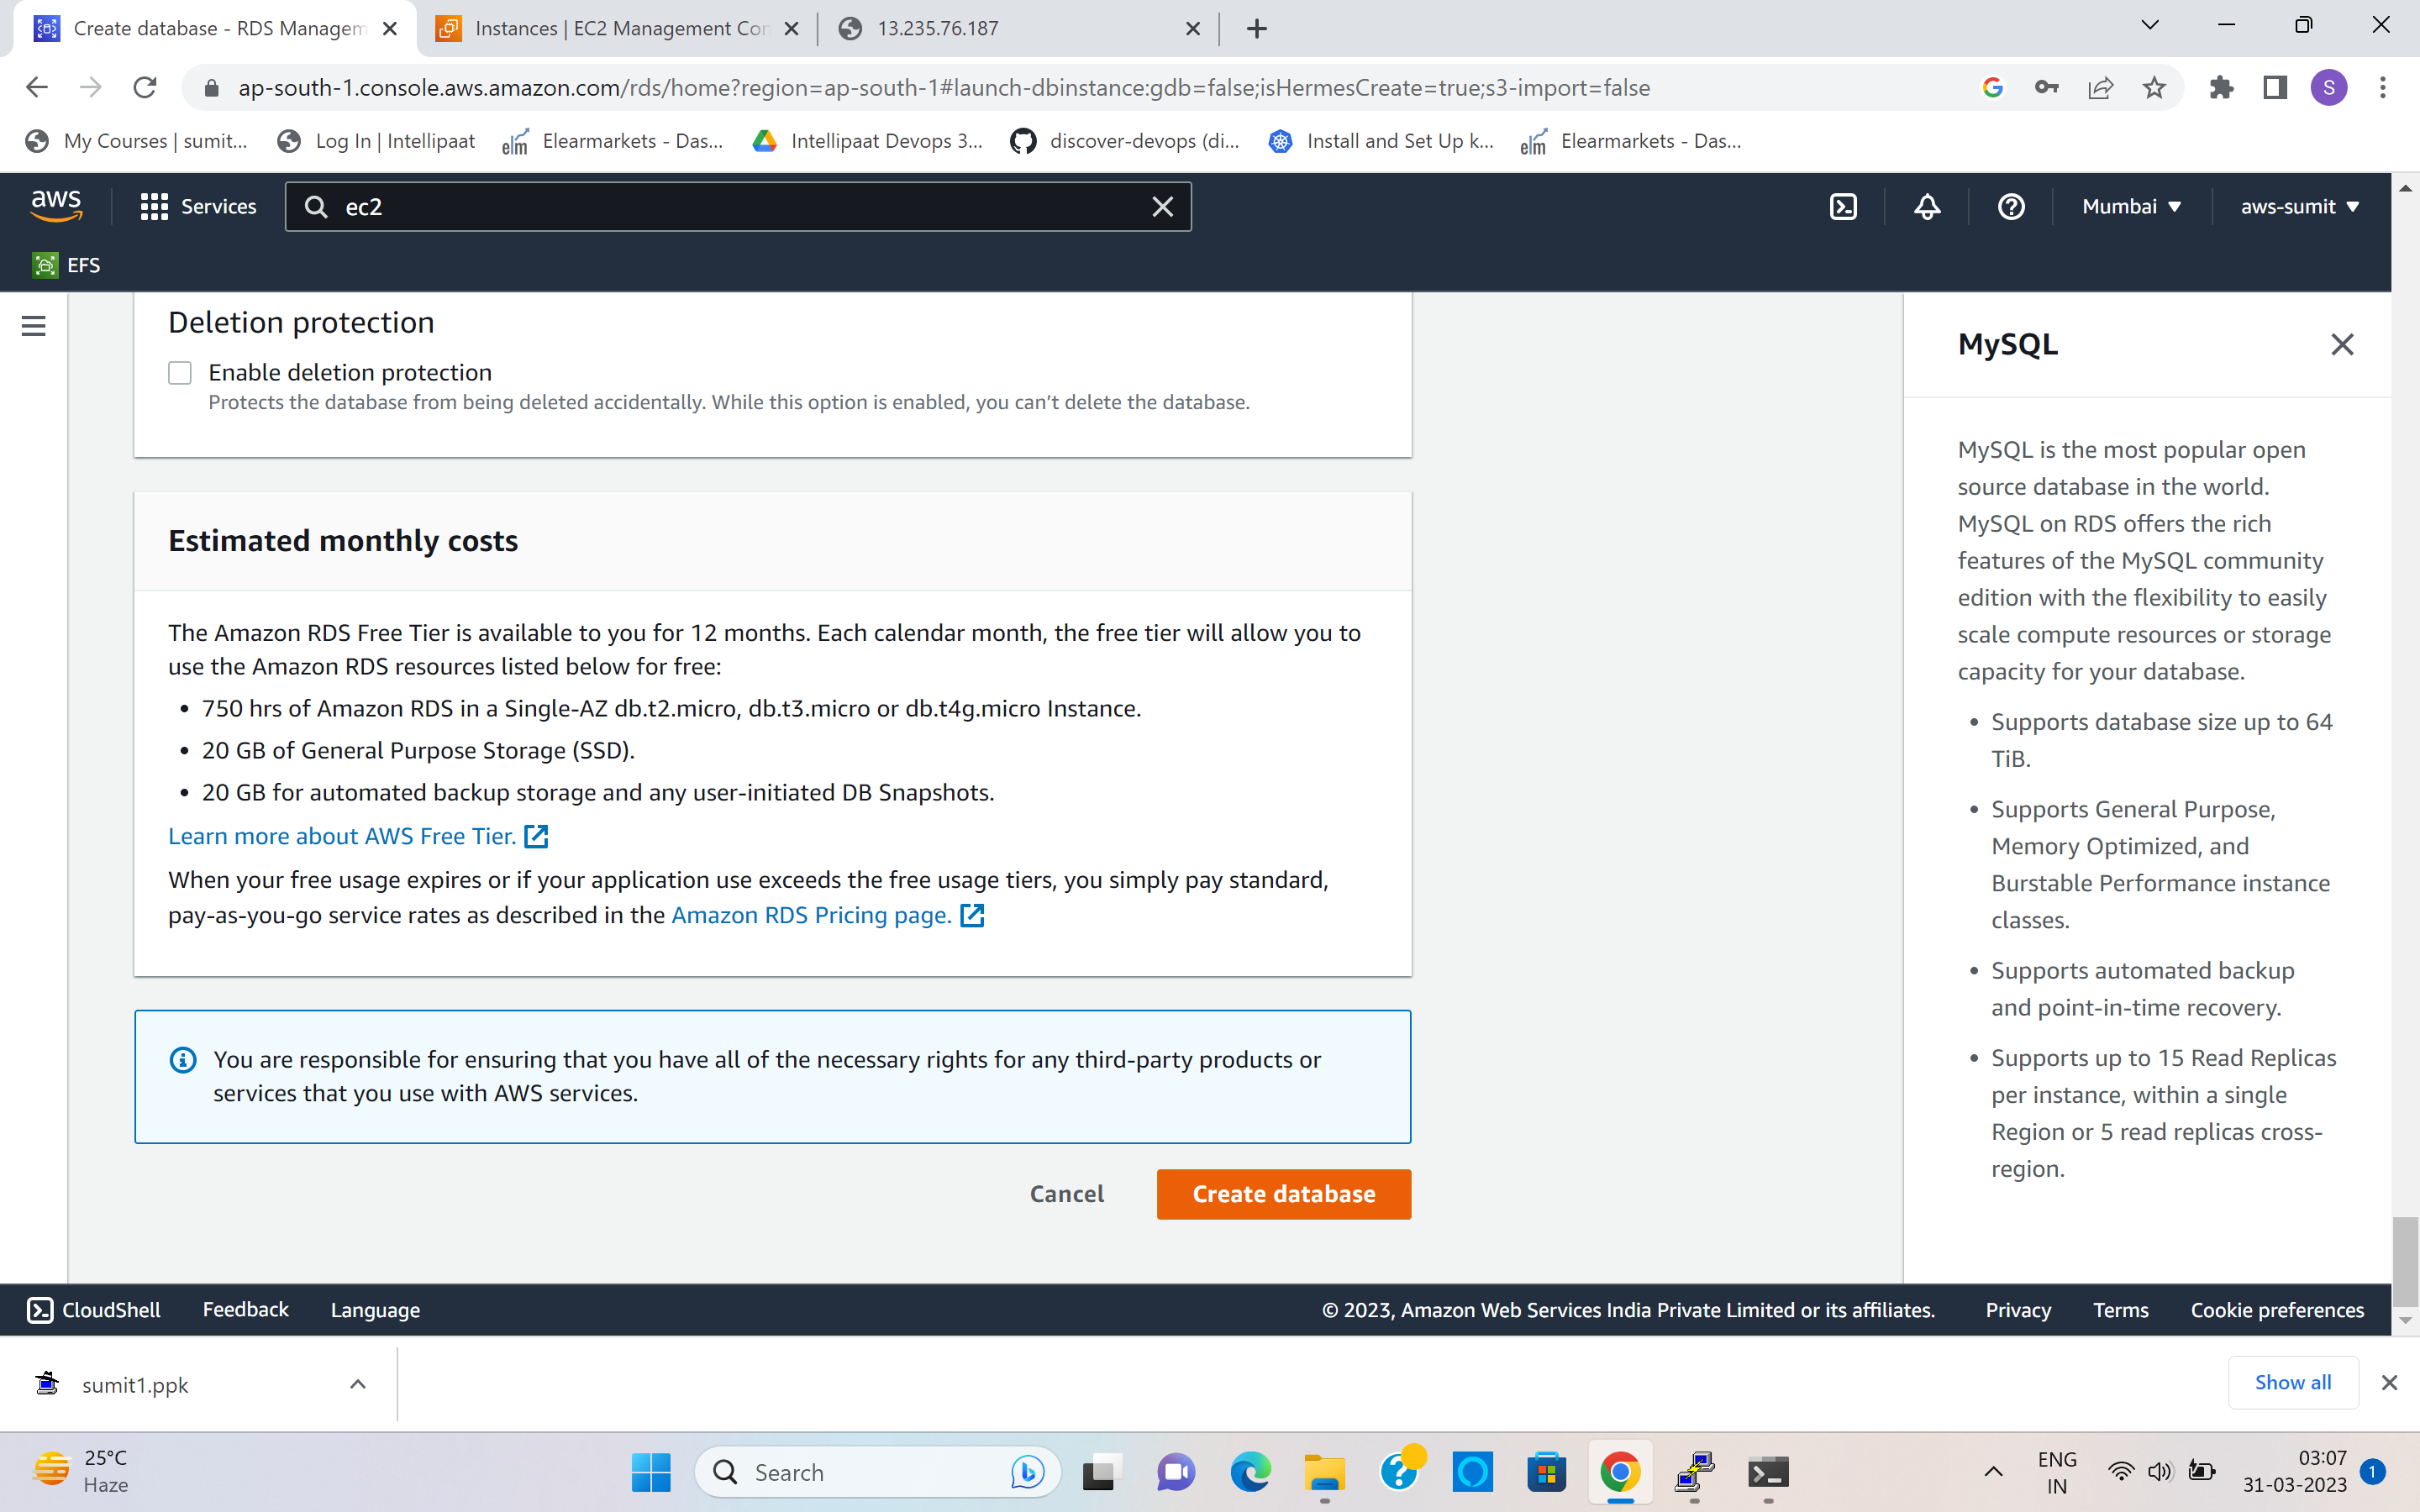 Create database - RDS Managem
Instances | EC2 Management Con
13.235.76.187
ap-south-1.console.aws.amazon.com/rds/home?region=ap-south-1#launch-dbinstance:gdb=false;isHermesCreate=true;s3-import=false
S
My Courses | sumit...
Log In | Intellipaat
elm
Elearmarkets - Das...
Intellipaat Devops 3...
discover-devops (di...
Install and Set Up k...
elm
Elearmarkets - Das...
aws
Services
ec2
Mumbai
aws-sumit
EFS
Deletion protection
Enable deletion protection
Protects the database from being deleted accidentally. While this option is enabled, you can’t delete the database.
Estimated monthly costs
The Amazon RDS Free Tier is available to you for 12 months. Each calendar month, the free tier will allow you to
use the Amazon RDS resources listed below for free:
• 750 hrs of Amazon RDS in a Single-AZ db.t2.micro, db.t3.micro or db.t4g.micro Instance.
• 20 GB of General Purpose Storage (SSD).
• 20 GB for automated backup storage and any user-initiated DB Snapshots.
Learn more about AWS Free Tier.
When your free usage expires or if your application use exceeds the free usage tiers, you simply pay standard,
pay-as-you-go service rates as described in the Amazon RDS Pricing page.
You are responsible for ensuring that you have all of the necessary rights for any third-party products or
services that you use with AWS services.
Cancel
Create database
MySQL
MySQL is the most popular open
source database in the world.
MySQL on RDS offers the rich
features of the MySQL community
edition with the flexibility to easily
scale compute resources or storage
capacity for your database.
• Supports database size up to 64
TiB.
• Supports General Purpose,
Memory Optimized, and
Burstable Performance instance
classes.
• Supports automated backup
and point-in-time recovery.
• Supports up to 15 Read Replicas
per instance, within a single
Region or 5 read replicas cross-
region.
CloudShell
Feedback
Language
© 2023, Amazon Web Services India Private Limited or its affiliates.
Privacy
Terms
Cookie preferences
sumit1.ppk
Show all
25°C
Haze
Search
ENG
IN
03:07
31-03-2023
1